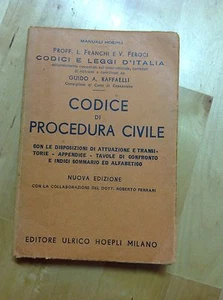 MANUALI HOEPLI
PROFF. L. FRANCHI E V. FEROCI
CODICI E LEGGI D'ITALIA
GUIDO A. RAFFAELLI
CODICE
DI
PROCEDURA CIVILE
CON LE DISPOSIZIONI DI ATTUAZIONE E TRANSI-
TORIE - APPENDICE - TAVOLE DI CONFRONTO
E INDICI SOMMARIO ED ALFABETICO
NUOVA EDIZIONE
CON LA COLLABORAZIONE DEL DOTT. ROBERTO FERRARI
EDITORE ULRICO HOEPLI MILANO